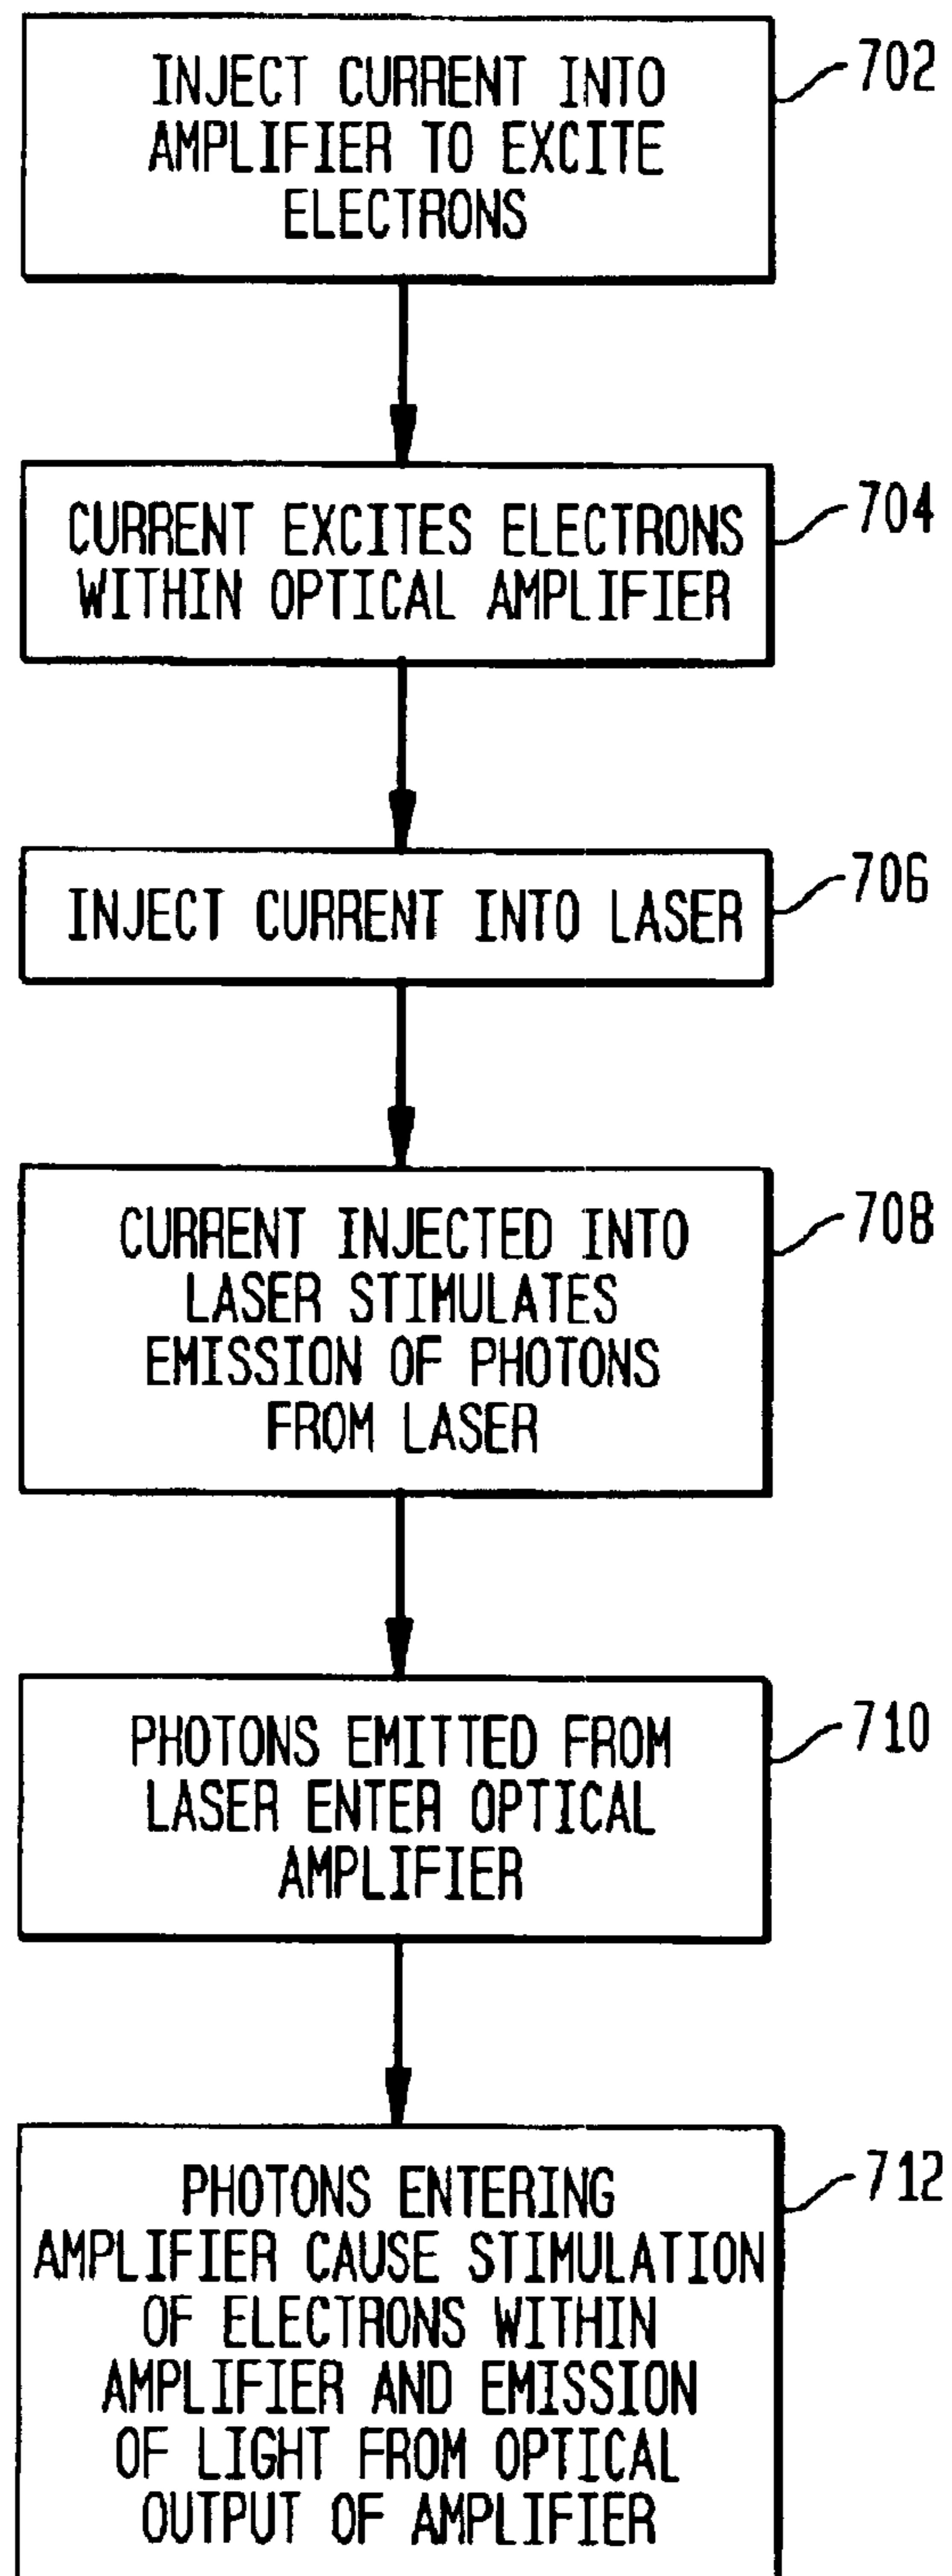 INJECT CURRENT INTO
AMPLIFIER TO EXCITE
ELECTRONS
702
CURRENT EXCITES ELECTRONS
WITHIN OPTICAL AMPLIFIER
704
INJECT CURRENT INTO LASER
706
CURRENT INJECTED INTO
LASER STIMULATES
EMISSION OF PHOTONS
FROM LASER
708
PHOTONS EMITTED FROM
LASER ENTER OPTICAL
AMPLIFIER
710
PHOTONS ENTERING
AMPLIFIER CAUSE STIMULATION
OF ELECTRONS WITHIN
AMPLIFIER AND EMISSION
OF LIGHT FROM OPTICAL
OUTPUT OF AMPLIFIER
712